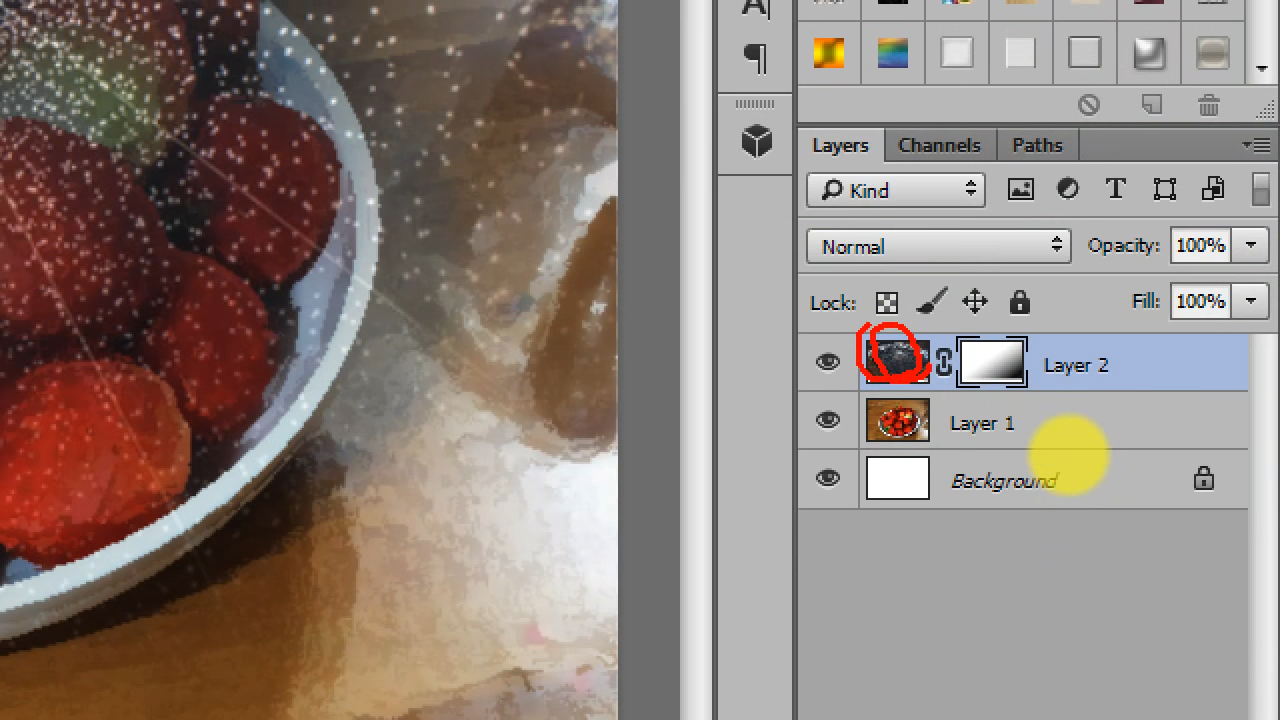 Layers Channels Paths
Kind
Normal Opacity: 100%
Lock: Fill: 100%
Layer 2
Layer 1
Background